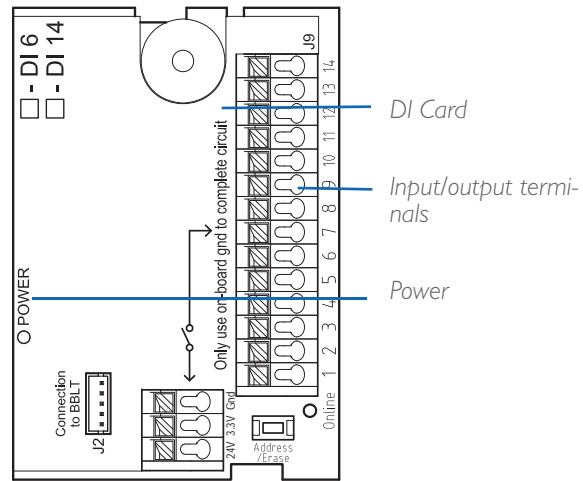 - DI 6
- DI 14
J9
14
13
12
11
10
9
8
7
6
5
4
3
2
1
Only use on-board gnd to complete circuit
DI Card
Input/output termi-
nals
Power
POWER
Connection
to BBLT
J2
24V 3.3V Gnd
Address
/Erase
Online